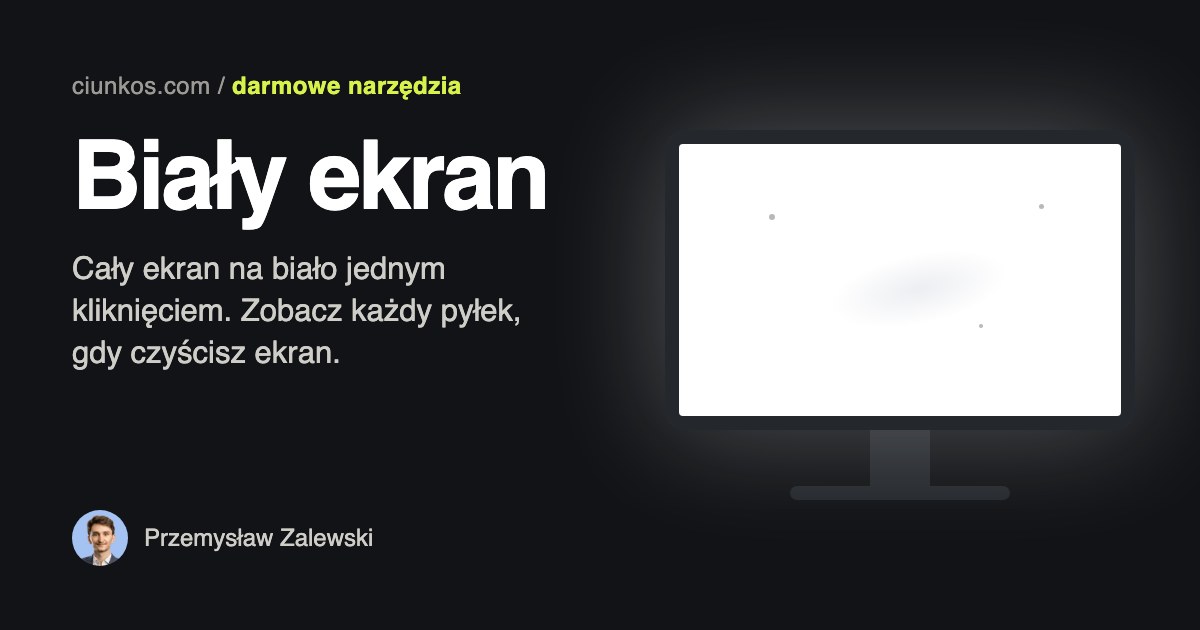 ciunkos.com / darmowe narzędzia
Biały ekran
Cały ekran na biało jednym
kliknięciem. Zobacz każdy pyłek,
gdy czyścisz ekran.
Przemysław Zalewski